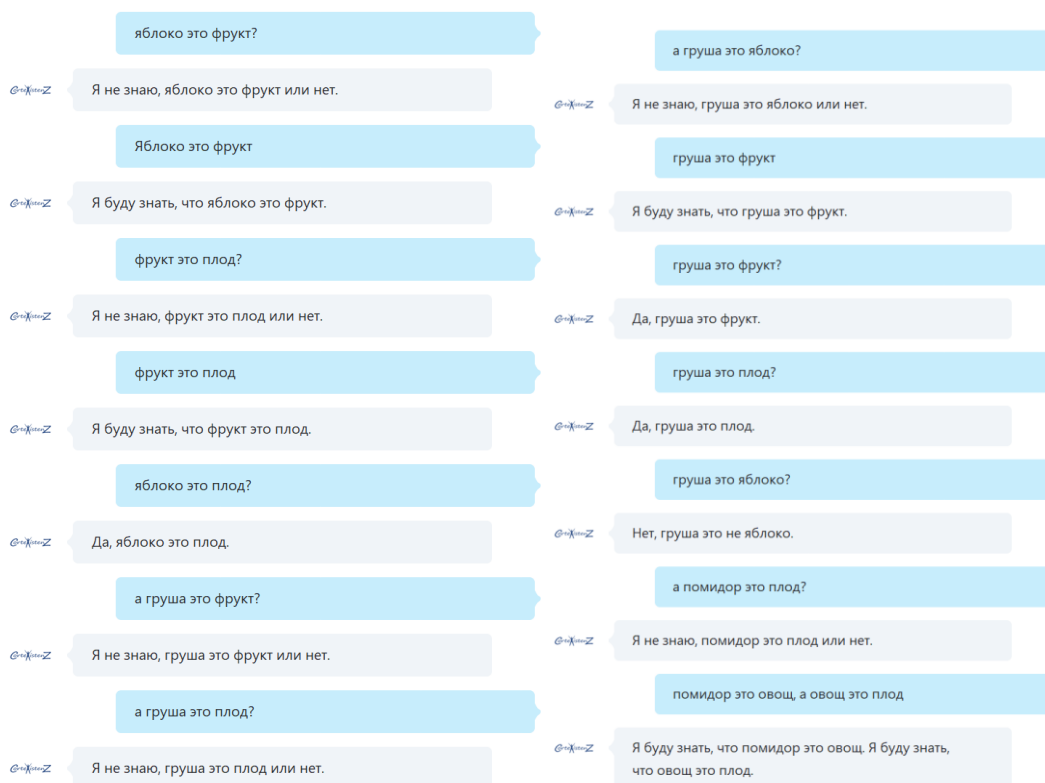 яблоко это фрукт?
Я не знаю, яблоко это фрукт или нет.
Яблоко это фрукт
Я буду знать, что яблоко это фрукт.
фрукт это плод?
Я не знаю, фрукт это плод или нет.
фрукт это плод
Я буду знать, что фрукт это плод.
яблоко это плод?
Да, яблоко это плод.
а груша это фрукт?
Я не знаю, груша это фрукт или нет.
а груша это плод?
Я не знаю, груша это плод или нет.
а груша это яблоко?
Я не знаю, груша это яблоко или нет.
груша это фрукт
Я буду знать, что груша это фрукт.
груша это фрукт?
Да, груша это фрукт.
груша это плод?
Да, груша это плод.
груша это яблоко?
Нет, груша это не яблоко.
а помидор это плод?
Я не знаю, помидор это плод или нет.
помидор это овощ, а овощ это плод
Я буду знать, что помидор это овощ. Я буду знать,
что овощ это плод.